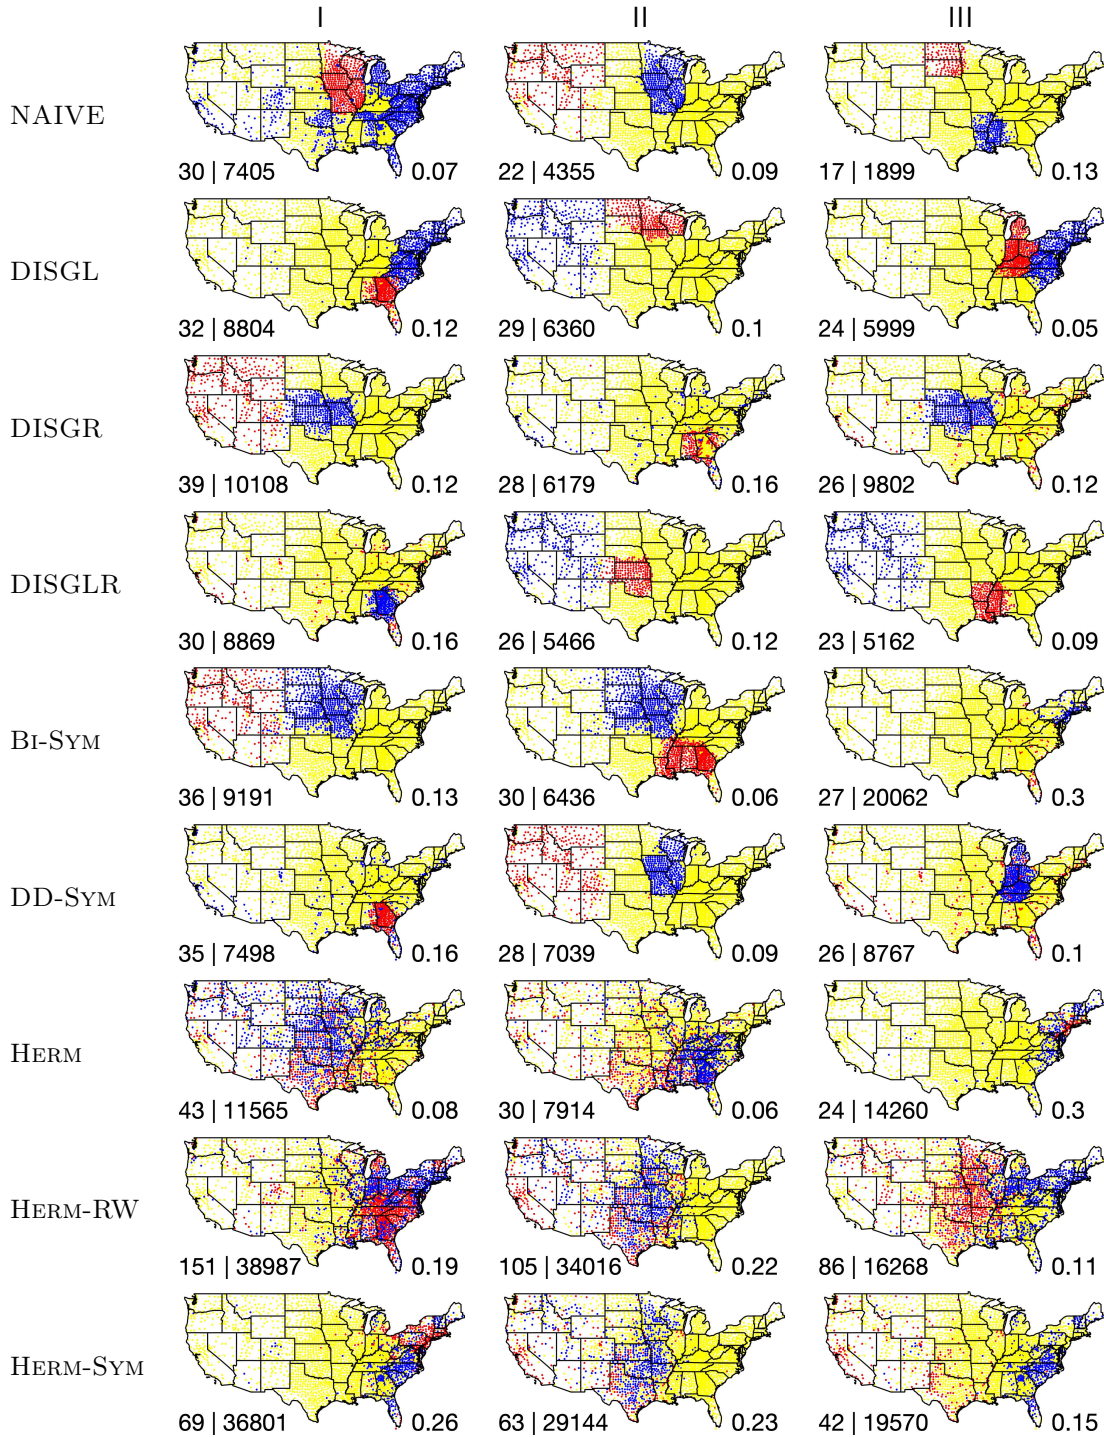 I II III
NAIVE
30 | 7405 0.07 22 | 4355 0.09 17 | 1899 0.13
DISGL
32 | 8804 0.12 29 | 6360 0.1 24 | 5999 0.05
DISGR
39 | 10108 0.12 28 | 6179 0.16 26 | 9802 0.12
DISGLR
30 | 8869 0.16 26 | 5466 0.12 23 | 5162 0.09
BI-SYM
36 | 9191 0.13 30 | 6436 0.06 27 | 20062 0.3
DD-SYM
35 | 7498 0.16 28 | 7039 0.09 26 | 8767 0.1
HERM
43 | 11565 0.08 30 | 7914 0.06 24 | 14260 0.3
HERM-RW
151 | 38987 0.19 105 | 34016 0.22 86 | 16268 0.11
HERM-SYM
69 | 36801 0.26 63 | 29144 0.23 42 | 19570 0.15